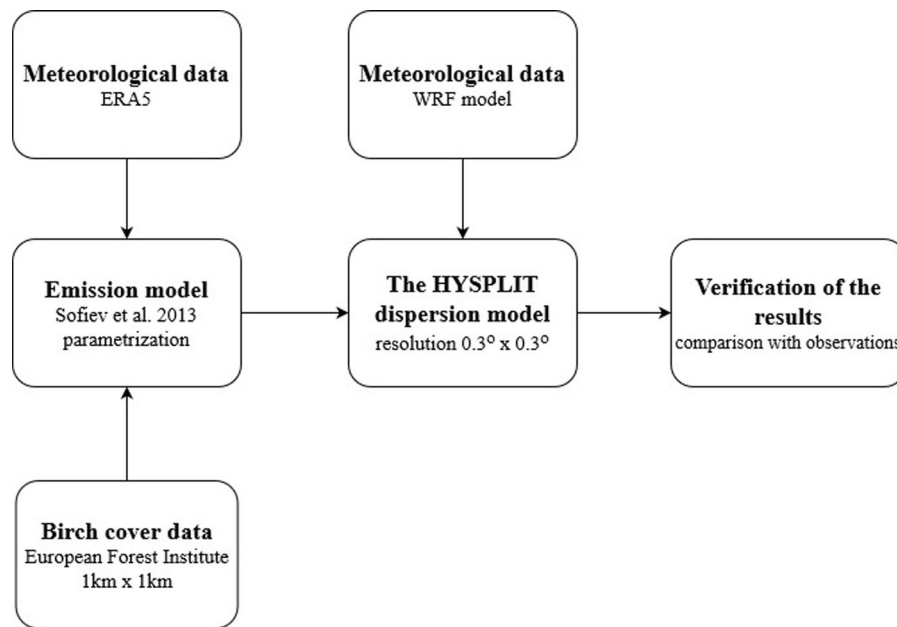 Meteorological data
ERA5
Meteorological data
WRF model
Emission model
Sofiev et al. 2013
parametrization
The HYSPLIT
dispersion model
resolution 0.3° x 0.3°
Verification of the
results
comparison with observations
Birch cover data
European Forest Institute
1km x 1km